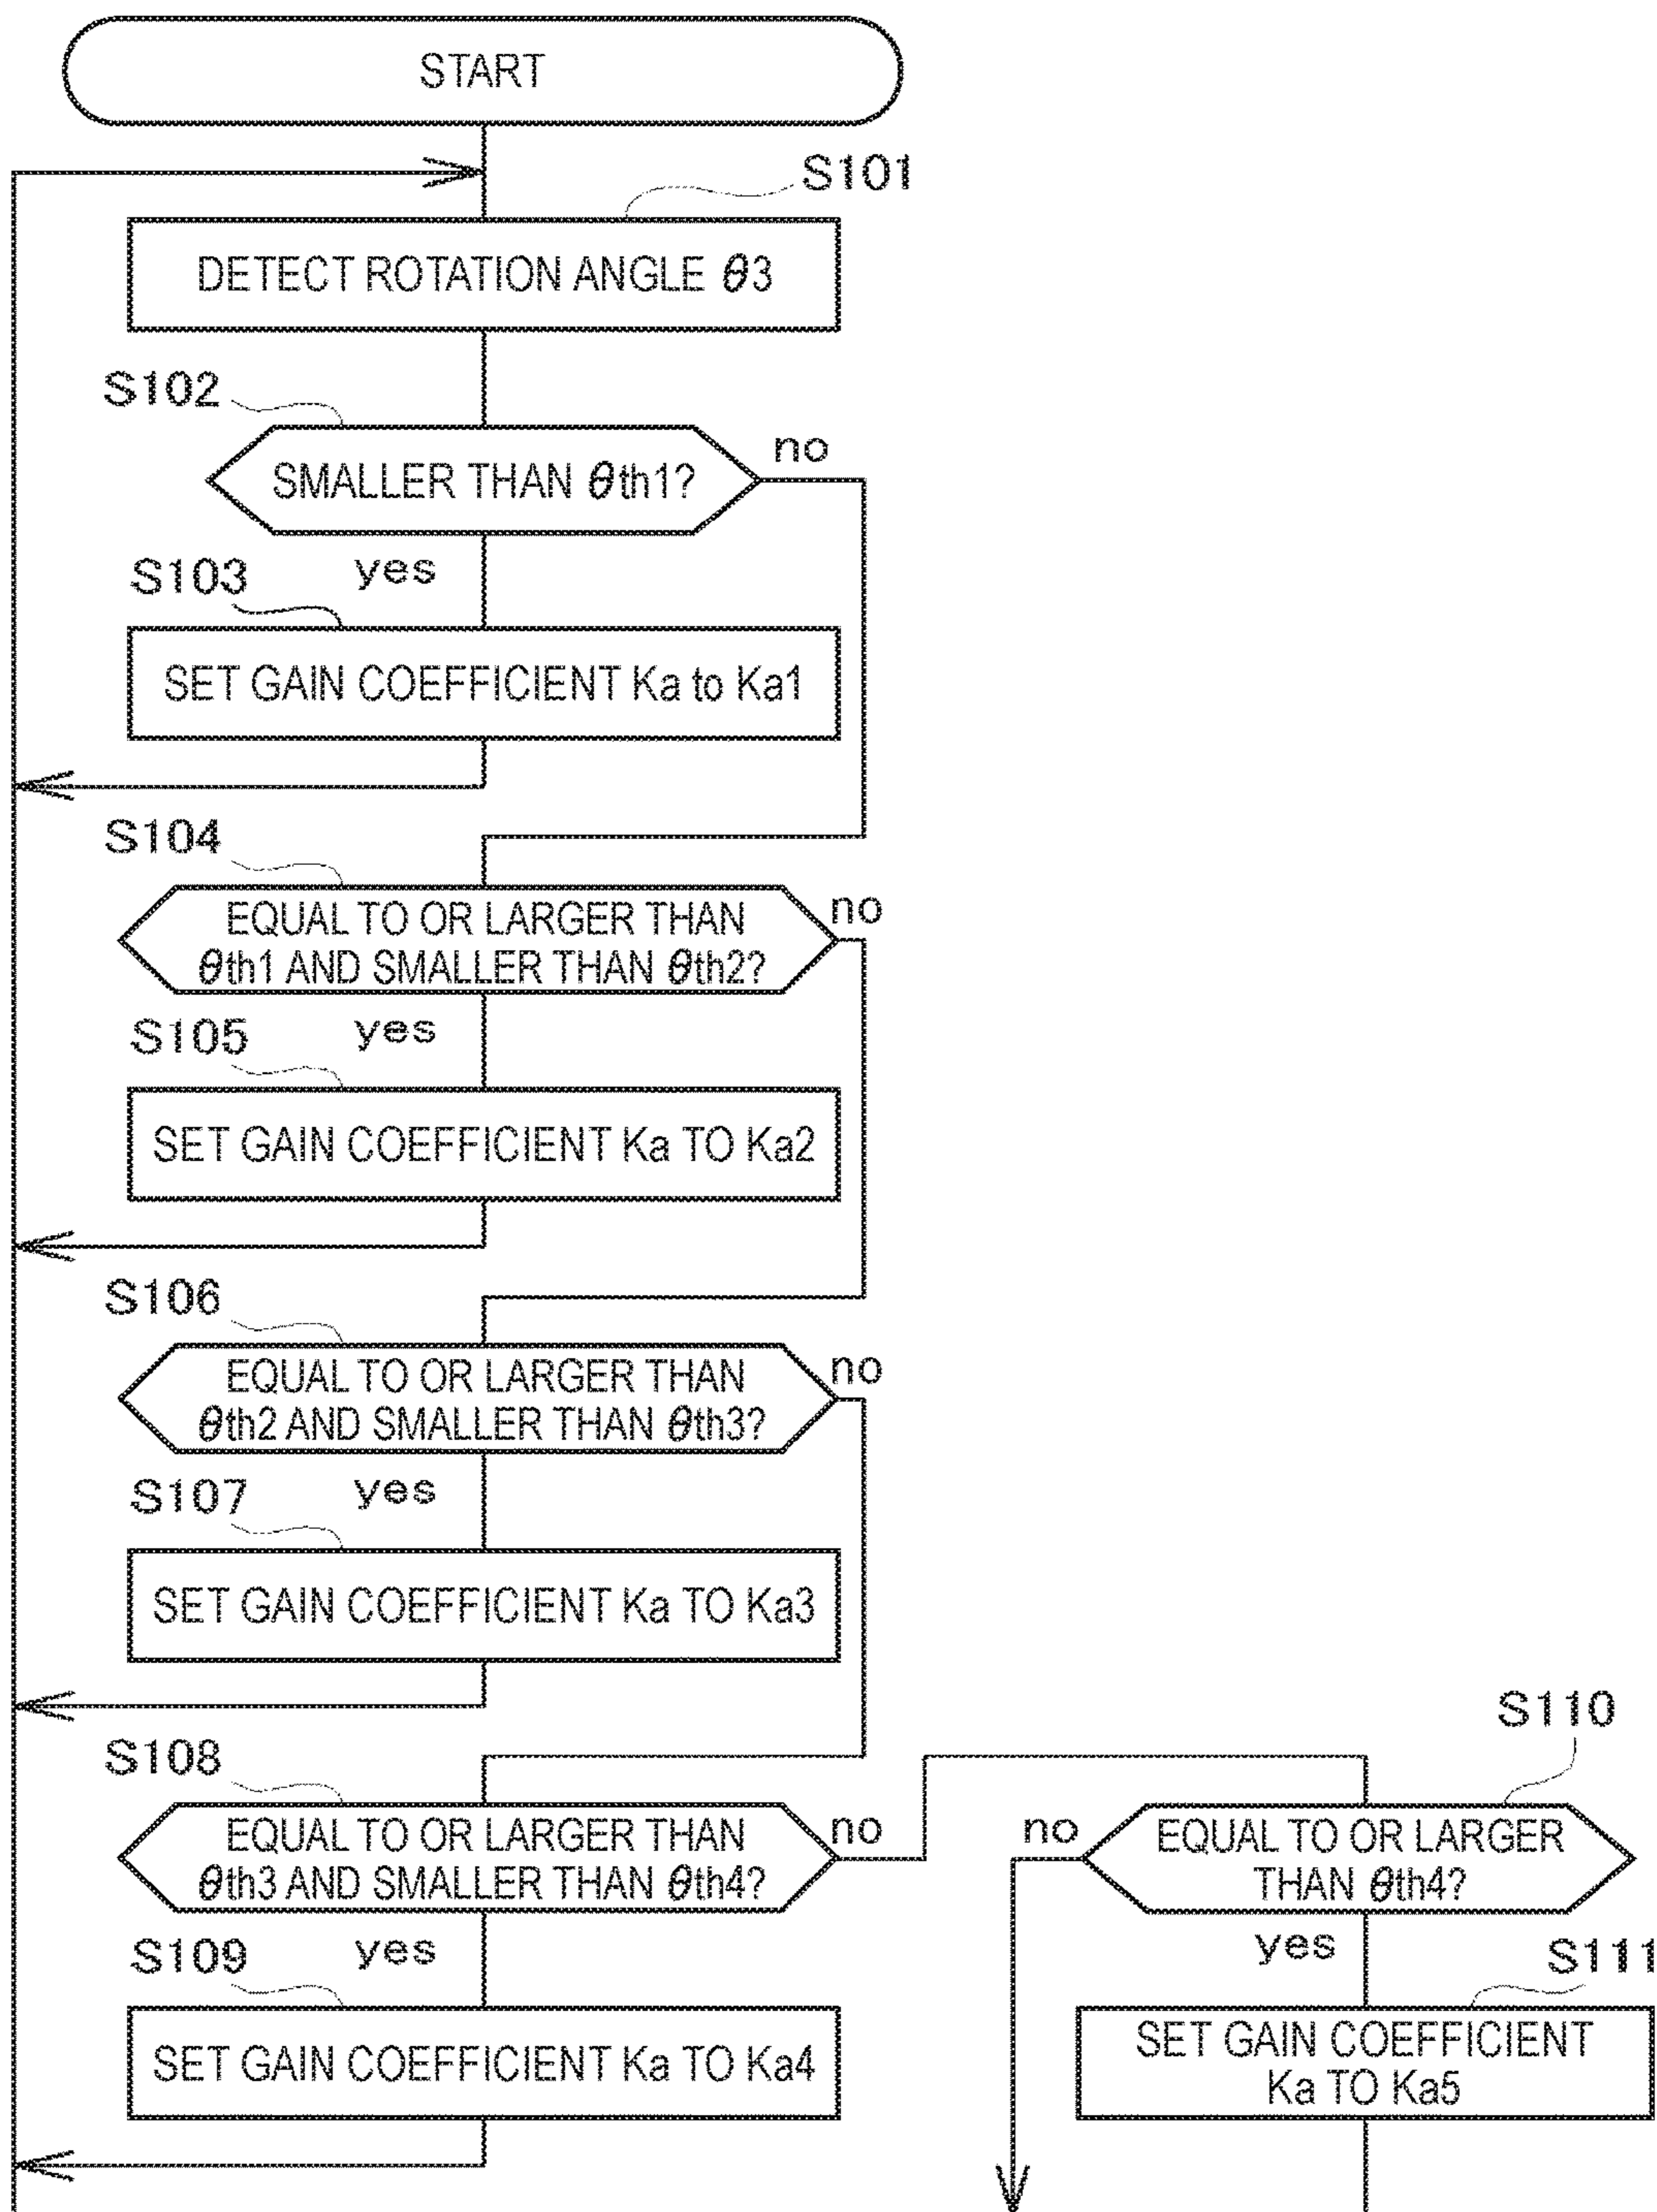 START
S101
DETECT ROTATION ANGLE θ3
S102
SMALLER THAN θth1?
no
yes
S103
SET GAIN COEFFICIENT Ka to Ka1
S104
EQUAL TO OR LARGER THAN
θth1 AND SMALLER THAN θth2?
no
yes
S105
SET GAIN COEFFICIENT Ka TO Ka2
S106
EQUAL TO OR LARGER THAN
θth2 AND SMALLER THAN θth3?
no
yes
S107
SET GAIN COEFFICIENT Ka TO Ka3
S108
EQUAL TO OR LARGER THAN
θth3 AND SMALLER THAN θth4?
no
yes
S109
SET GAIN COEFFICIENT Ka TO Ka4
S110
EQUAL TO OR LARGER
THAN θth4?
no
yes
S111
SET GAIN COEFFICIENT
Ka TO Ka5